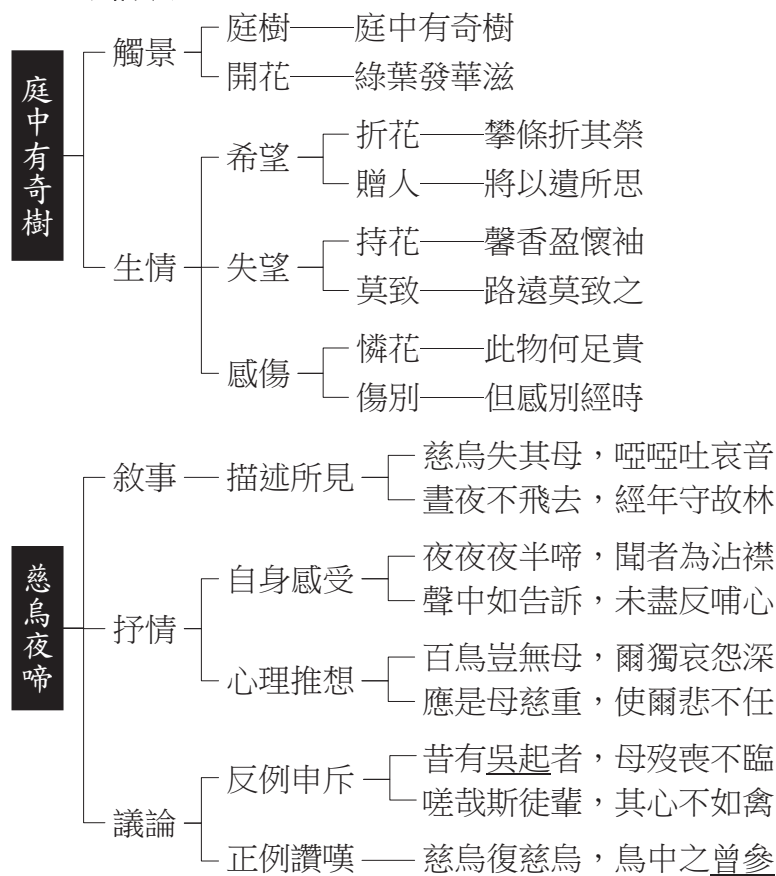 庭中有奇樹
觸景
庭樹——庭中有奇樹
開花——綠葉發華滋
生情
希望
折花——攀條折其榮
贈人——將以遺所思
失望
持花——馨香盈懷袖
莫致——路遠莫致之
感傷
憐花——此物何足貴
傷別——但感別經時
慈烏夜啼
敘事
描述所見
慈烏失其母，啞啞吐哀音
晝夜不飛去，經年守故林
抒情
自身感受
夜夜夜半啼，聞者為沾襟
聲中如告訴，未盡反哺心
心理推想
百鳥豈無母，爾獨哀怨深
應是母慈重，使爾悲不任
議論
反例申斥
昔有吳起者，母歿喪不臨
嗟哉斯徒輩，其心不如禽
正例讚嘆
慈烏復慈烏，鳥中之曾參